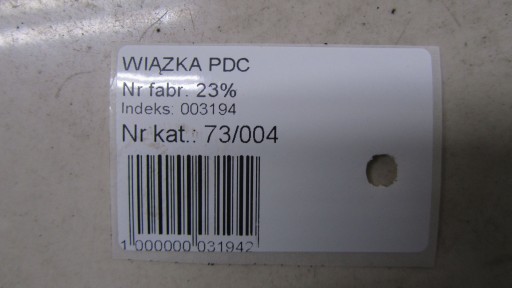 WIĄZKA PDC
Nr fabr. 23%
Indeks: 003194
Nr kat.: 73/004
1 000000 031942